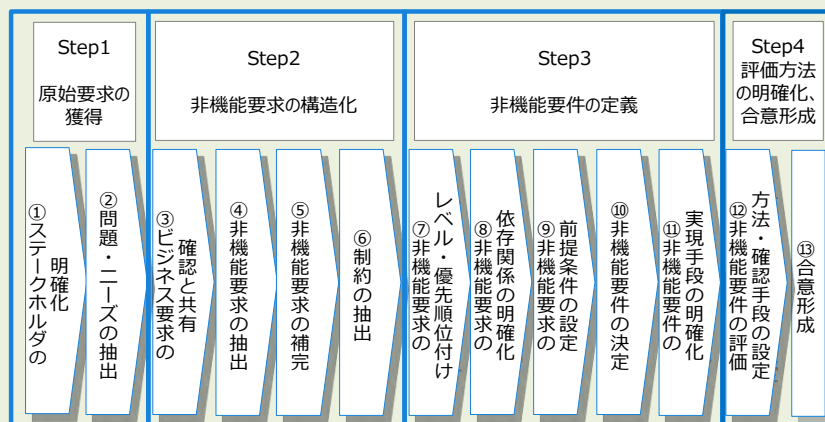 Step1
原始要求の
獲得
Step2
非機能要求の構造化
Step3
非機能要件の定義
Step4
評価方法
の明確化、
合意形成
①ステークホルダの
明確化
②問題・ニーズの抽出
③ビジネス要求の
確認と共有
④非機能要求の抽出
⑤非機能要求の補完
⑥制約の抽出
⑦非機能要求の
レベル・優先順位付け
⑧非機能要求の
依存関係の明確化
⑨非機能要求の
前提条件の設定
⑩非機能要件の決定
⑪非機能要件の
実現手段の明確化
⑫非機能要件の評価
方法・確認手段の設定
⑬合意形成